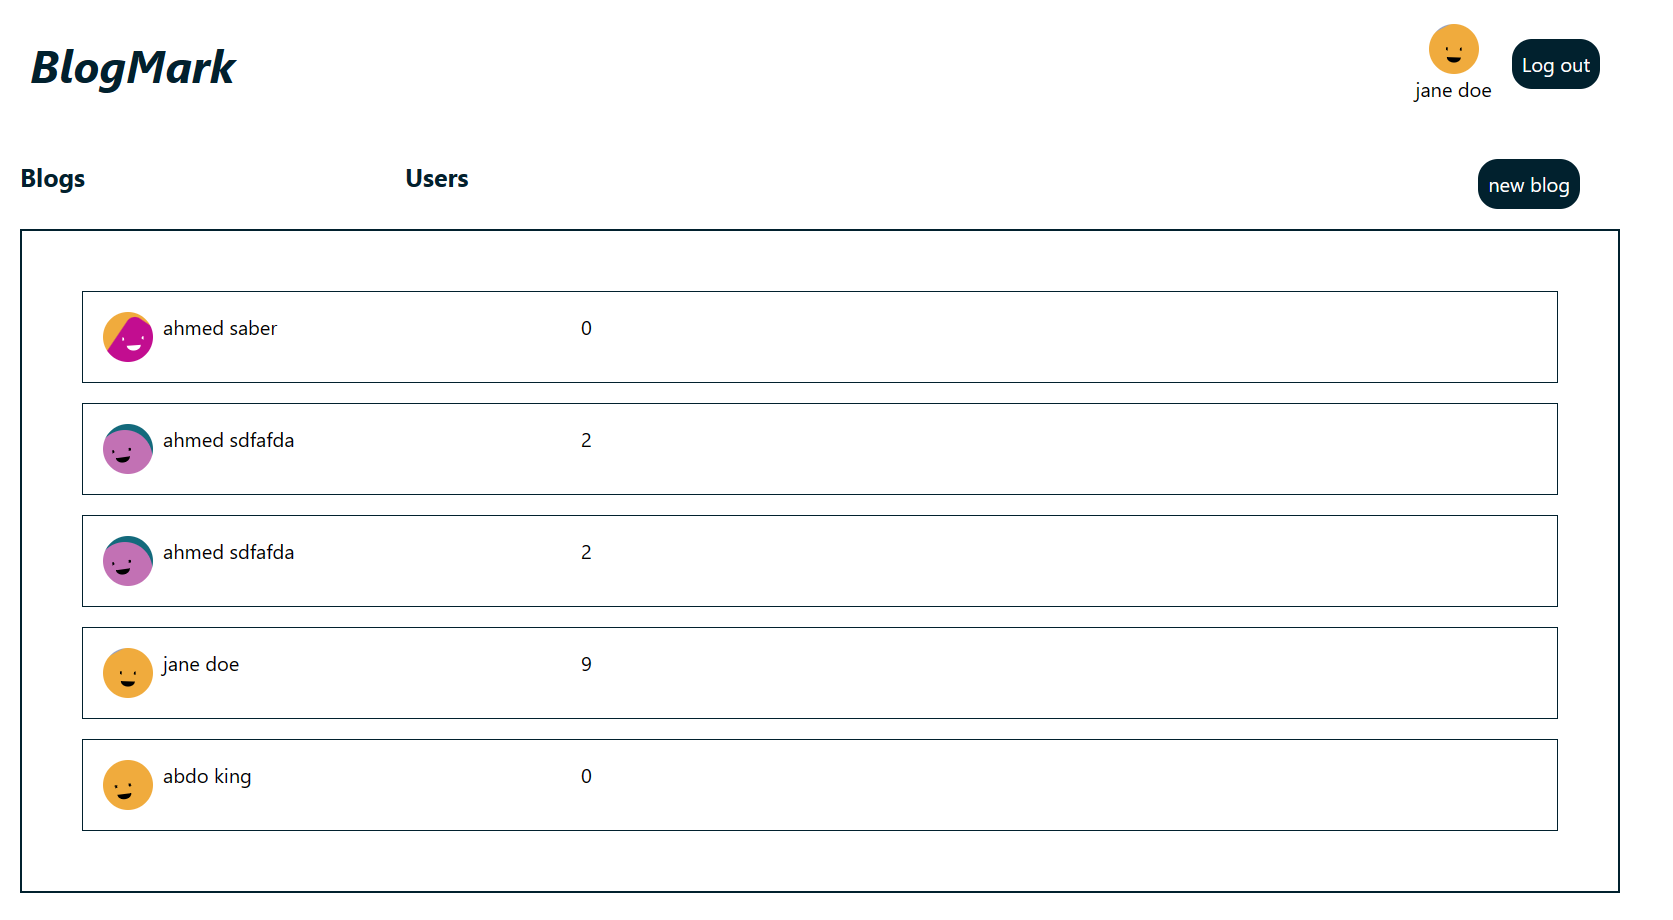 BlogMark
jane doe
Log out
Blogs Users new blog
ahmed saber 0
ahmed sdfafda 2
ahmed sdfafda 2
jane doe 9
abdo king 0